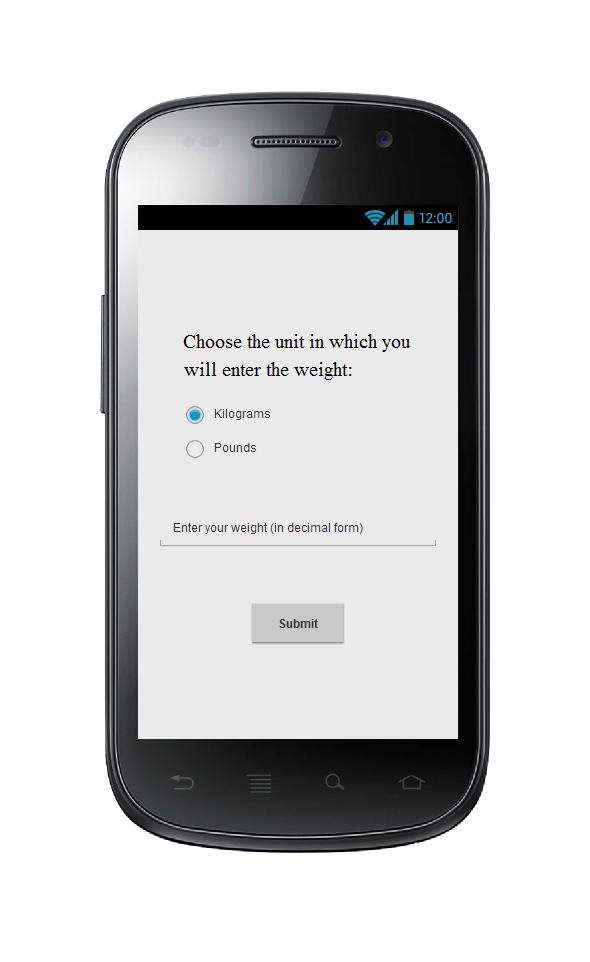 12:00
Choose the unit in which you
will enter the weight:
Kilograms
Pounds
Enter your weight (in decimal form)
Submit